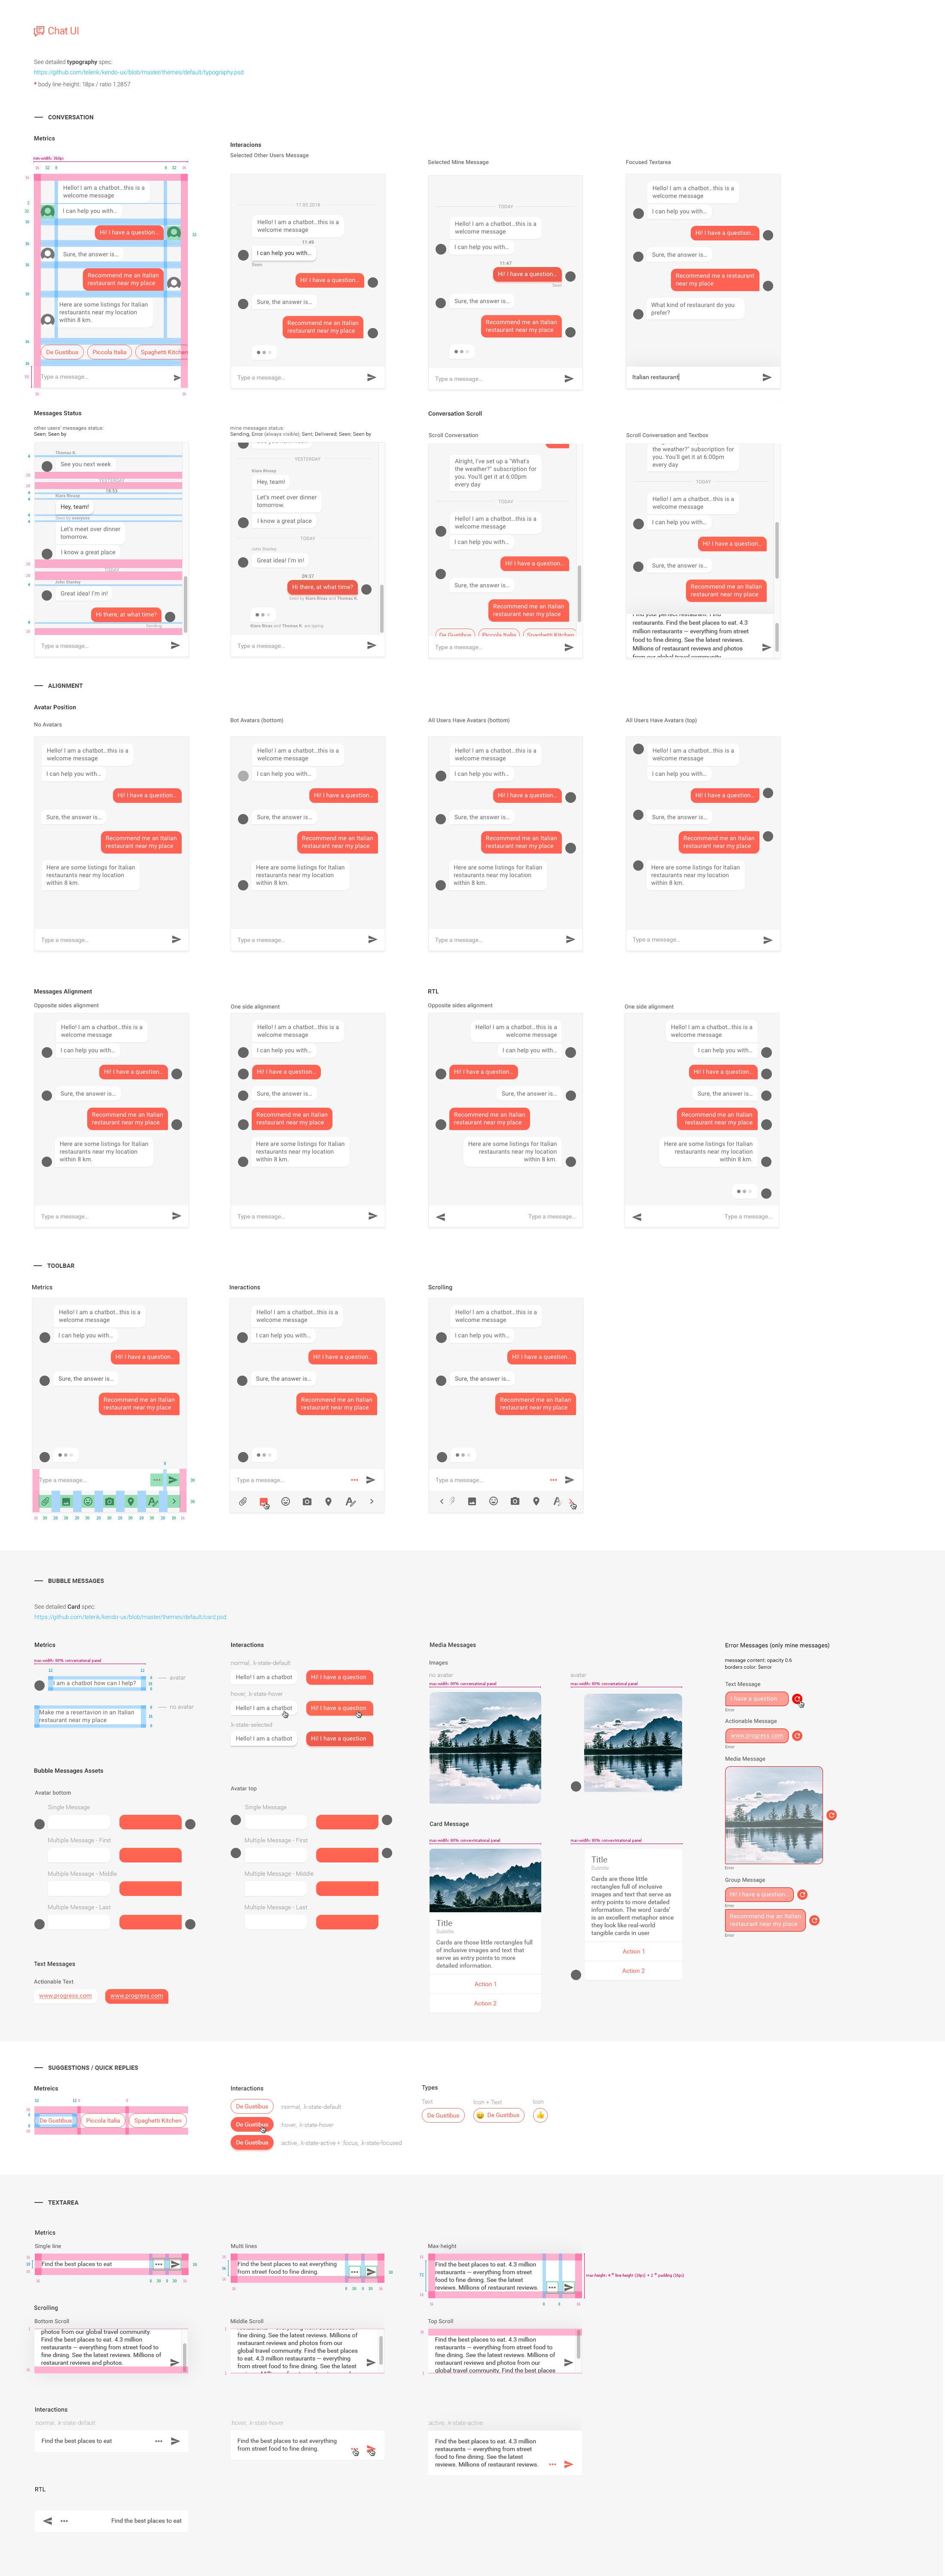 Chat UI
See detailed typography spec:
https://github.com/telerik/kendo-ux/blob/master/themes/default/typography.psd
* body line-height: 18px / ratio 1.2857
CONVERSATION
Metrics
Interacions
Selected Other Users Message
Selected Mine Message
Focused Textarea
Hello! I am a chatbot...this is a
welcome message
I can help you with...
Hi! I have a question...
Sure, the answer is...
Recommend me an Italian
restaurant near my place
Here are some listings for Italian
restaurants near my location
within 8 km.
De Gustibus
Piccola Italia
Spaghetti Kitchen
Type a message...
17.05.2018
Hello! I am a chatbot...this is a
welcome message
11:45
I can help you with...
Seen
Hi! I have a question...
Sure, the answer is...
Recommend me an Italian
restaurant near my place
Type a message...
TODAY
Hello! I am a chatbot...this is a
welcome message
I can help you with...
11:47
Hi! I have a question...
Seen
Sure, the answer is...
Recommend me an Italian
restaurant near my place
Type a message...
Hello! I am a chatbot...this is a
welcome message
I can help you with...
Hi! I have a question...
Sure, the answer is...
Recommend me a restaurant
near my place
What kind of restaurant do you
prefer?
Italian restaurant
Messages Status
other users' messages status:
Seen; Seen by
mine messages status:
Sending, Error (always visible); Sent; Delivered; Seen; Seen by
Conversation Scroll
Scroll Conversation
Scroll Conversation and Textbox
Thomas K.
See you next week
YESTERDAY
Kiara Rinoop
Hey, team!
Seen by everyone
Let's meet over dinner
tomorrow.
I know a great place
TODAY
John Stanley
Great idea! I'm in!
Hi there, at what time?
Sending
Type a message...
YESTERDAY
Hey, team!
Let's meet over dinner
tomorrow.
I know a great place
TODAY
John Stanley
Great idea! I'm in!
09:37
Hi there, at what time?
Type a message...
Alright, I've set up a "What's
the weather?" subscription for
you. You'll get it at 6:00pm
every day
TODAY
Hello! I am a chatbot...this is a
welcome message
I can help you with...
Hi! I have a question...
Sure, the answer is...
Recommend me an Italian
restaurant near my place
De Gustibus
Piccola Italia
Spaghetti Kitchen
Type a message...
the weather?" subscription for
you. You'll get it at 6:00pm
every day
TODAY
Hello! I am a chatbot...this is a
welcome message
I can help you with...
Hi! I have a question...
Sure, the answer is...
Recommend me an Italian
restaurant near my place
Find your perfect restaurant. Find
restaurants. Find the best places to eat. 4.3
million restaurants — everything from street
food to fine dining. See the latest reviews.
Millions of restaurant reviews and photos
from our global travel community
ALIGNMENT
Avatar Position
No Avatars
Bot Avatars (bottom)
All Users Have Avatars (bottom)
All Users Have Avatars (top)
Hello! I am a chatbot...this is a
welcome message
I can help you with...
Hi! I have a question...
Sure, the answer is...
Recommend me an Italian
restaurant near my place
Here are some listings for Italian
restaurants near my location
within 8 km.
Type a message...
Hello! I am a chatbot...this is a
welcome message
I can help you with...
Hi! I have a question...
Sure, the answer is...
Recommend me an Italian
restaurant near my place
Here are some listings for Italian
restaurants near my location
within 8 km.
Type a message...
Hello! I am a chatbot...this is a
welcome message
I can help you with...
Hi! I have a question...
Sure, the answer is...
Recommend me an Italian
restaurant near my place
Here are some listings for Italian
restaurants near my location
within 8 km.
Type a message...
Hello! I am a chatbot...this is a
welcome message
I can help you with...
Hi! I have a question...
Sure, the answer is...
Recommend me an Italian
restaurant near my place
Here are some listings for Italian
restaurants near my location
within 8 km.
Type a message...
Messages Alignment
Opposite sides alignment
One side alignment
RTL
Opposite sides alignment
One side alignment
Hello! I am a chatbot...this is a
welcome message
I can help you with...
Hi! I have a question...
Sure, the answer is...
Recommend me an Italian
restaurant near my place
Here are some listings for Italian
restaurants near my location
within 8 km.
Type a message...
Hello! I am a chatbot...this is a
welcome message
I can help you with...
Hi! I have a question...
Sure, the answer is...
Recommend me an Italian
restaurant near my place
Here are some listings for Italian
restaurants near my location
within 8 km.
Type a message...
Hello! I am a chatbot...this is a
welcome message
I can help you with...
Hi! I have a question...
Sure, the answer is...
Recommend me an Italian
restaurant near my place
Here are some listings for Italian
restaurants near my location
within 8 km.
Type a message...
Hello! I am a chatbot...this is a
welcome message
I can help you with...
Hi! I have a question...
Sure, the answer is...
Recommend me an Italian
restaurant near my place
Here are some listings for Italian
restaurants near my location
within 8 km.
Type a message...
TOOLBAR
Metrics
Ineractions
Scrolling
Hello! I am a chatbot...this is a
welcome message
I can help you with...
Hi! I have a question...
Sure, the answer is...
Recommend me an Italian
restaurant near my place
Type a message...
Hello! I am a chatbot...this is a
welcome message
I can help you with...
Hi! I have a question...
Sure, the answer is...
Recommend me an Italian
restaurant near my place
Type a message...
Hello! I am a chatbot...this is a
welcome message
I can help you with...
Hi! I have a question...
Sure, the answer is...
Recommend me an Italian
restaurant near my place
Type a message...
BUBBLE MESSAGES
See detailed Card spec:
https://github.com/telerik/kendo-ux/blob/master/themes/default/card.psd
Metrics
max-width: 80% conversational panel
I am a chatbot how can I help?
avatar
Make me a resertavion in an Italian
restaurant near my place
no avatar
Interactions
normal, .k-state-default
Hello! I am a chatbot
Hi! I have a question
hover, .k-state-hover
Hello! I am a chatbot
Hi! I have a question
.k-state-selected
Hello! I am a chatbot
Hi! I have a question
Bubble Messages Assets
Avatar bottom
Single Message
Multiple Message - First
Multiple Message - Middle
Multiple Message - Last
Avatar top
Single Message
Multiple Message - First
Multiple Message - Middle
Multiple Message - Last
Text Messages
Actionable Text
www.progress.com
www.progress.com
Media Messages
Images
no avatar
max-width: 80% conversational panel
avatar
max-width: 80% conversational panel
Card Message
max-width: 80% conversational panel
Title
Subtitle
Cards are those rectangles full
of inclusive images and text that
serve as entry points to more
detailed information.
Action 1
Action 2
max-width: 80% conversational panel
Title
Subtitle
Cards are those little
rectangles full of inclusive
images and text that serve as
entry points to more detailed
information. The word 'cards'
is an excellent metaphor since
they look like real-world
tangible cards in user
Action 1
Action 2
Error Messages (only mine messages)
message content: opacity 0.6
borders color: $error
Text Message
I have a question
Error
Actionable Message
www.progress.com
Error
Media Message
Error
Group Message
Hi! I have a question...
Error
Recommend me an Italian
restaurant near my place
Error
SUGGESTIONS / QUICK REPLIES
Metreics
De Gustibus
Piccola Italia
Spaghetti Kitchen
Interactions
De Gustibus
normal, .k-state-default
De Gustibus
hover, .k-state-hover
De Gustibus
active, .k-state-active + .focus, .k-state-focused
Types
Text
De Gustibus
Icon + Text
De Gustibus
Icon
TEXTAREA
Metrics
Single line
Find the best places to eat
Multi lines
Find the best places to eat everything
from street food to fine dining.
Max-height
Find the best places to eat. 4.3 million
restaurants — everything from street
food to fine dining. See the latest
reviews. Millions of restaurant reviews.
Scrolling
Bottom Scroll
photos from our global travel community.
Find the best places to eat. 4.3 million
restaurants — everything from street food to
fine dining. See the latest reviews. Millions of
restaurant reviews and photos.
Middle Scroll
fine dining. See the latest reviews. Millions of
restaurant reviews and photos from our
global travel community. Find the best places
to eat. 4.3 million restaurants — everything
from street food to fine dining. See the latest
Top Scroll
Find the best places to eat. 4.3 million
restaurants — everything from street food to
fine dining. See the latest reviews. Millions of
restaurant reviews and photos from our
global travel community. Find the best places
Interactions
normal, .k-state-default
Find the best places to eat
hover, .k-state-hover
Find the best places to eat everything
from street food to fine dining.
active, .k-state-active
Find the best places to eat. 4.3 million
restaurants — everything from street
food to fine dining. See the latest
reviews. Millions of restaurant reviews.
RTL
Find the best places to eat